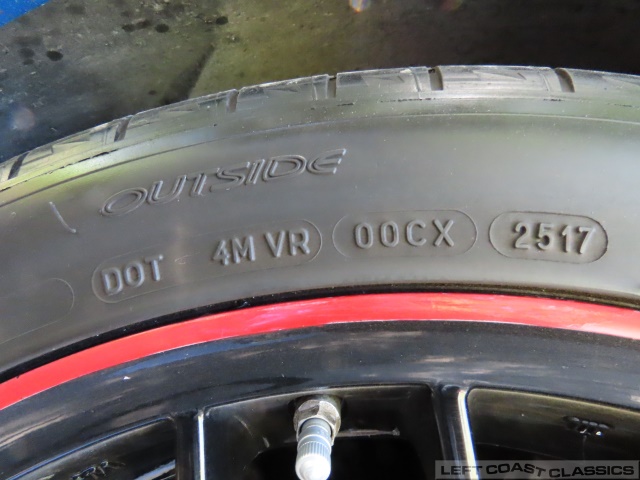 OUTSIDE
DOT 4M VR 00CX 2517
LEFT COAST CLASSICS